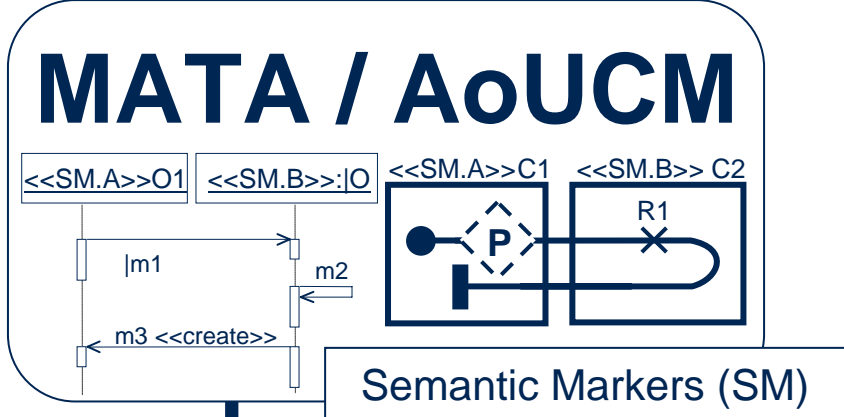 MATA / AoUCM
<<SM.A>>O1 <<SM.B>>:|O <<SM.A>>C1 <<SM.B>> C2
R1
P
|m1
m2
m3 <<create>>
Semantic Markers (SM)